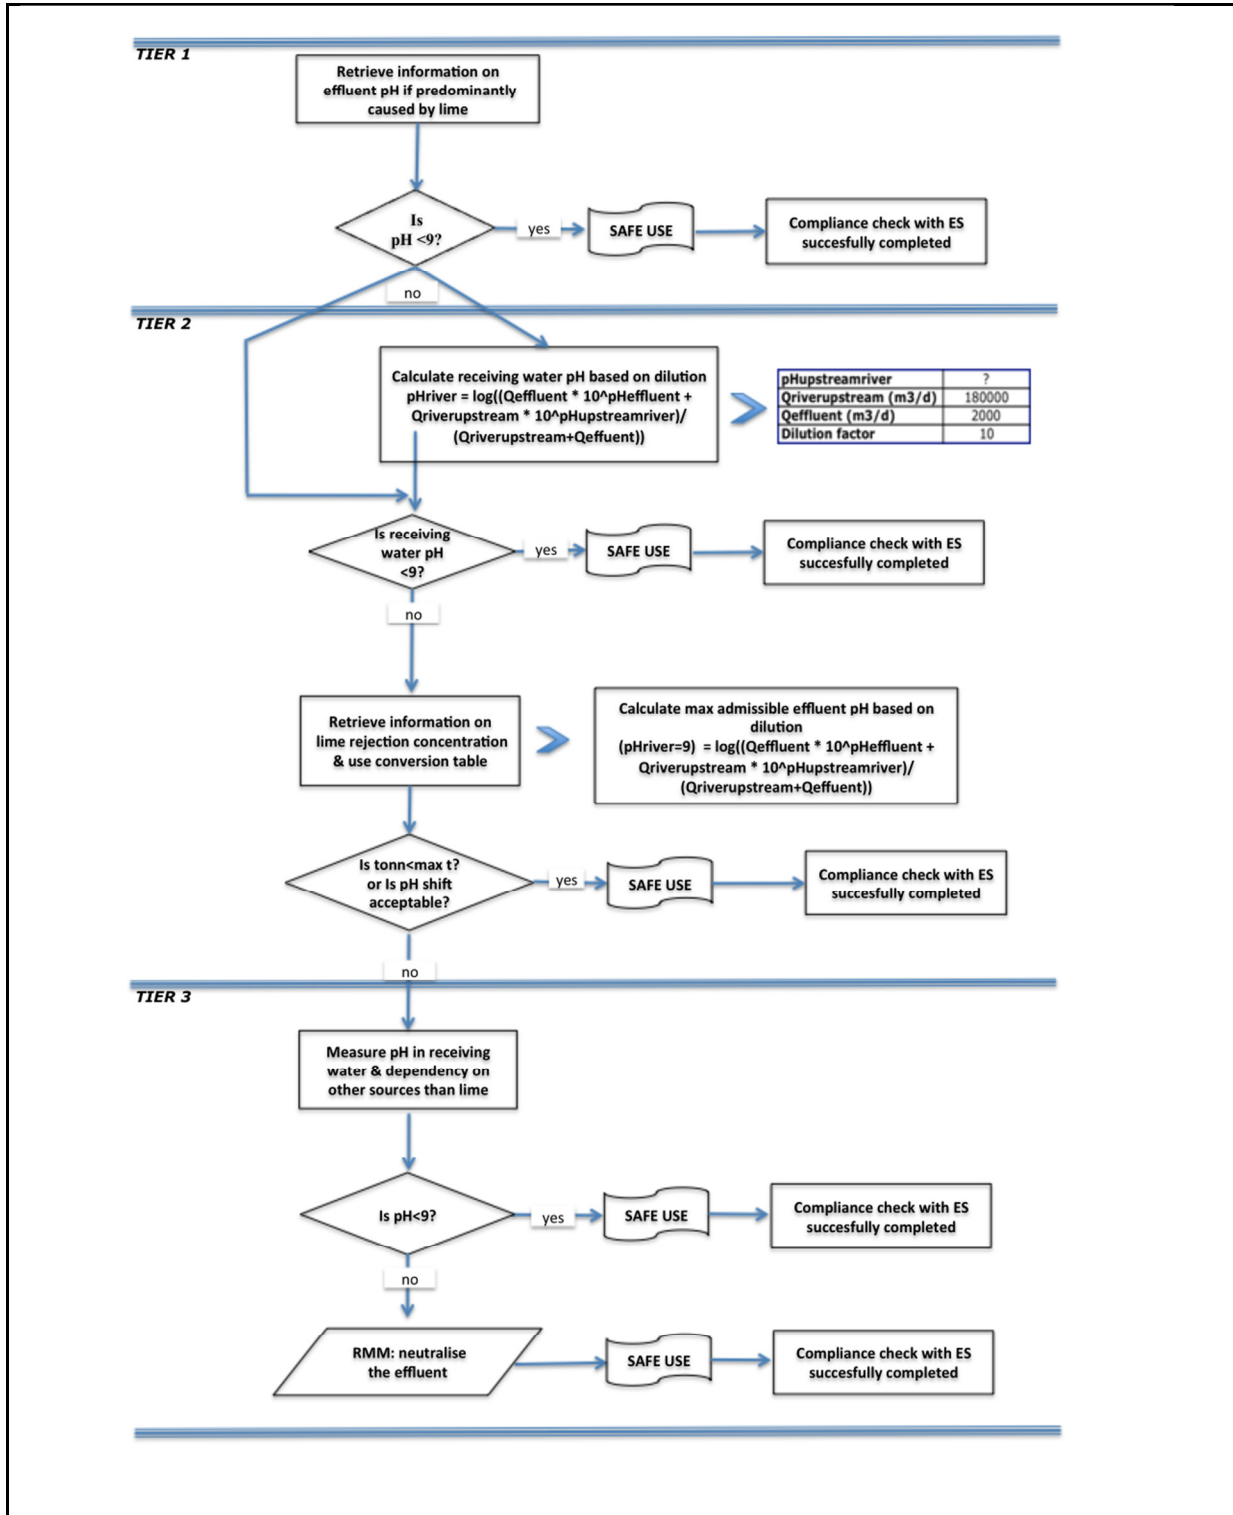 TIER 1
Retrieve information on
effluent pH if predominantly
caused by lime
Is
pH <9?
yes
SAFE USE
Compliance check with ES
succesfully completed
no
TIER 2
Calculate receiving water pH based on dilution
pHriver = log((Qeffluent * 10^pHeffluent +
Qriverupstream * 10^pHupstreamriver)/
(Qriverupstream+Qeffuent))
pHupstreamriver ?
Qriverupstream (m3/d) 180000
Qeffluent (m3/d) 2000
Dilution factor 10
Is receiving
water pH
<9?
yes
SAFE USE
Compliance check with ES
succesfully completed
no
Retrieve information on
lime rejection concentration
& use conversion table
Calculate max admissible effluent pH based on
dilution
(pHriver=9) = log((Qeffluent * 10^pHeffluent +
Qriverupstream * 10^pHupstreamriver)/
(Qriverupstream+Qeffuent))
Is tonn<max t?
or Is pH shift
acceptable?
yes
SAFE USE
Compliance check with ES
succesfully completed
no
TIER 3
Measure pH in receiving
water & dependency on
other sources than lime
Is pH<9?
yes
SAFE USE
Compliance check with ES
succesfully completed
no
RMM: neutralise
the effluent
SAFE USE
Compliance check with ES
succesfully completed